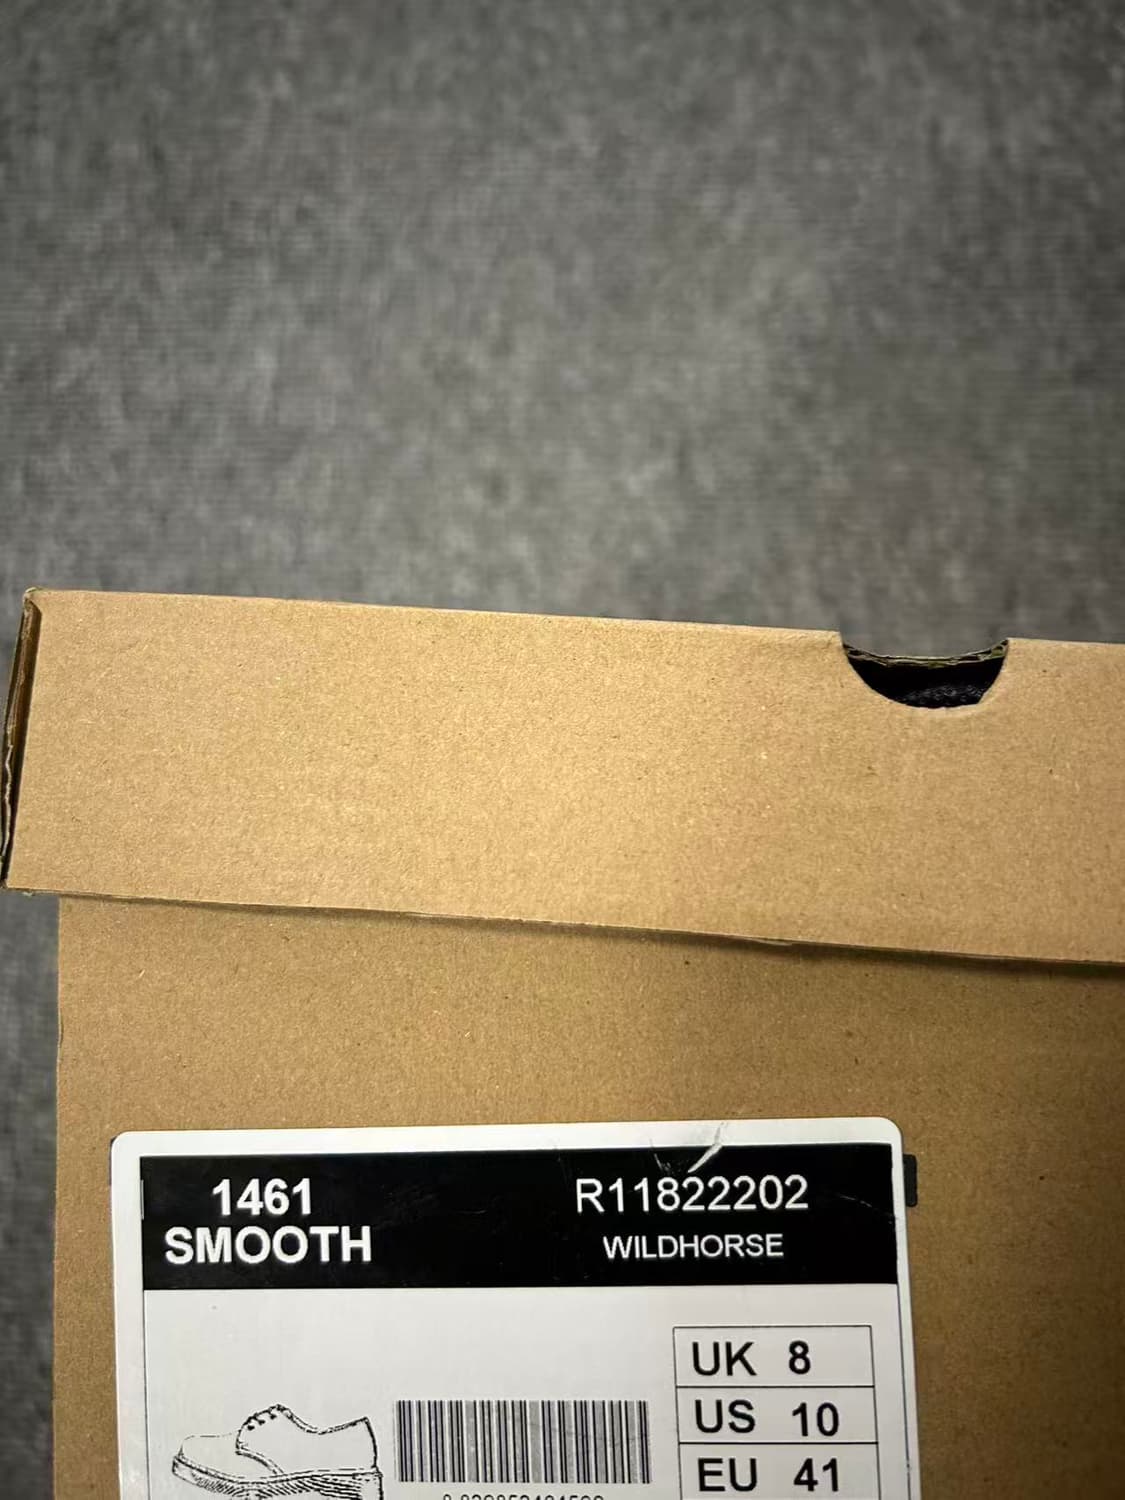 1461
SMOOTH
R11822202
WILDHORSE
UK 8
US 10
EU 41